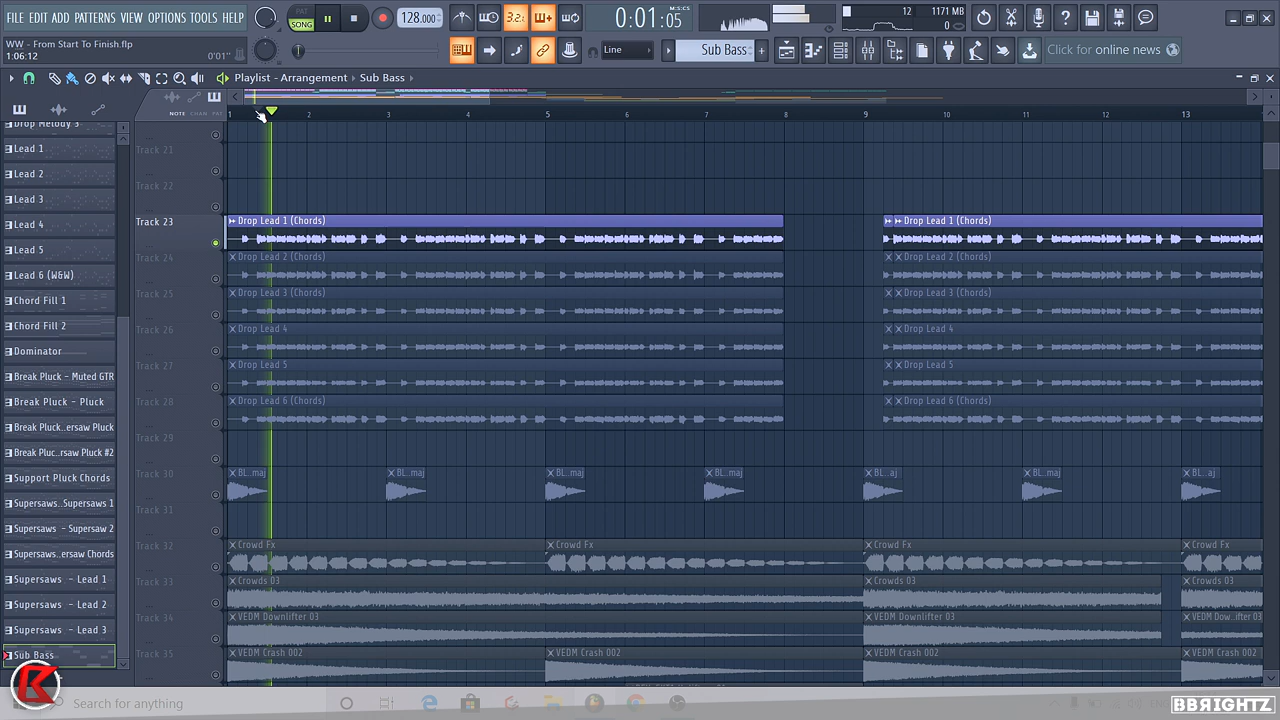 FILE EDIT ADD PATTERNS VIEW OPTIONS TOOLS HELP
PAT
SONG
128.000
3.2
0:01:05
M:S:CS
12
1171 MB
0
WW - From Start To Finish.flp
106:12
0'01"
Line
Sub Bass
Click for online news
Playlist - Arrangement
Sub Bass
NOTE CHAN PAT
1 2 3 4 5 6 7 8 9 10 11 12 13
Drop Melody 3
Lead 1
Lead 2
Lead 3
Lead 4
Lead 5
Lead 6 (W&W)
Chord Fill 1
Chord Fill 2
Dominator
Break Pluck - Muted GTR
Break Pluck - Pluck
Break Pluck..ersaw Pluck
Break Pluc..rsaw Pluck #2
Support Pluck Chords
Supersaws..Supersaws 1
Supersaws - Supersaw 2
Supersaws..ersaw Chords
Supersaws - Lead 1
Supersaws - Lead 2
Supersaws - Lead 3
Sub Bass
Track 21
Track 22
Track 23
Drop Lead 1 (Chords)
Drop Lead 1 (Chords)
Track 24
Drop Lead 2 (Chords)
Drop Lead 2 (Chords)
Track 25
Drop Lead 3 (Chords)
Drop Lead 3 (Chords)
Track 26
Drop Lead 4
Drop Lead 4
Track 27
Drop Lead 5
Drop Lead 5
Track 28
Drop Lead 6 (Chords)
Drop Lead 6 (Chords)
Track 29
Track 30
BL..maj
BL..maj
BL..maj
BL..maj
BL..aj
BL..maj
BL..aj
Track 31
Track 32
Crowd Fx
Crowd Fx
Crowd Fx
Crowd Fx
Track 33
Crowds 03
Crowds 03
Crowds 03
Track 34
VEDM Downlifter 03
VEDM Downlifter 03
VEDM Dow..ifter 03
Track 35
VEDM Crash 002
VEDM Crash 002
VEDM Crash 002
VEDM Crash 002
K
Search for anything
BBRIGHTZ